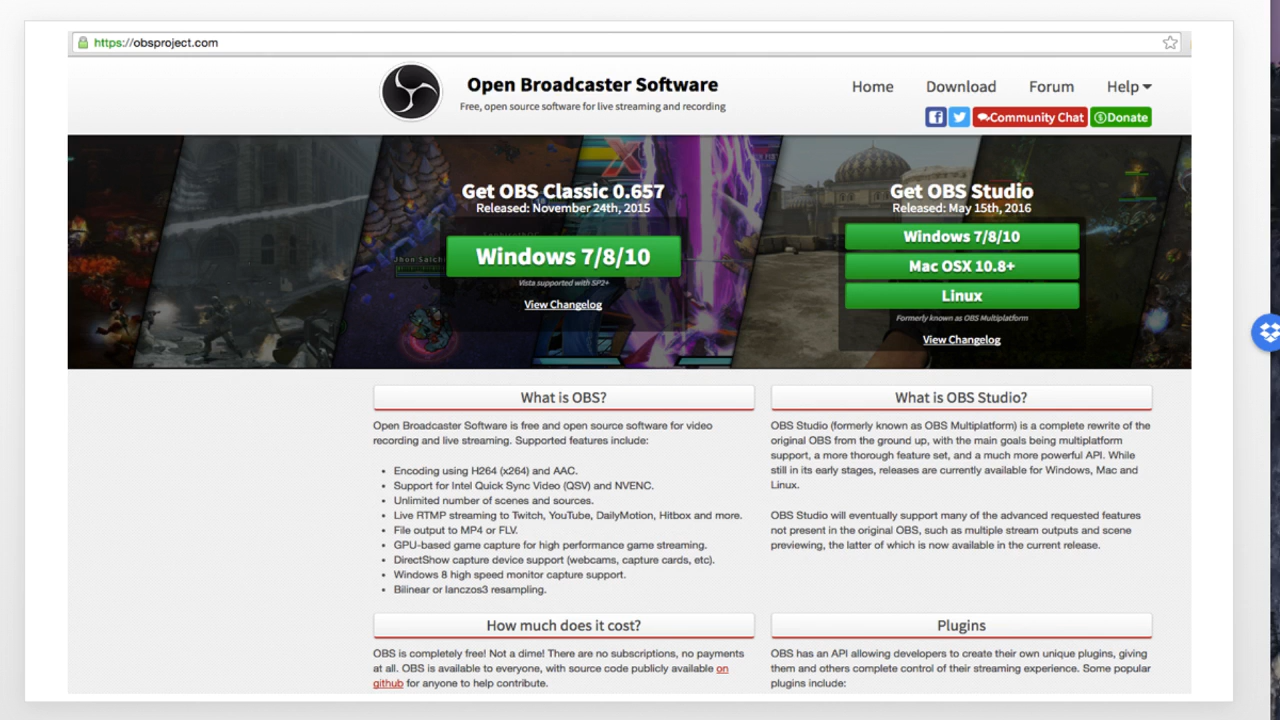 https://obsproject.com
Open Broadcaster Software
Free, open source software for live streaming and recording
Home Download Forum Help
Community Chat Donate
Get OBS Classic 0.657
Released: November 24th, 2015
Windows 7/8/10
Vista supported with SP2+
View Changelog
Get OBS Studio
Released: May 15th, 2016
Windows 7/8/10
Mac OSX 10.8+
Linux
Formerly known as OBS Multiplatform
View Changelog
What is OBS?
Open Broadcaster Software is free and open source software for video
recording and live streaming. Supported features include:
• Encoding using H264 (x264) and AAC.
• Support for Intel Quick Sync Video (QSV) and NVENC.
• Unlimited number of scenes and sources.
• Live RTMP streaming to Twitch, YouTube, DailyMotion, Hitbox and more.
• File output to MP4 or FLV.
• GPU-based game capture for high performance game streaming.
• DirectShow capture device support (webcams, capture cards, etc).
• Windows 8 high speed monitor capture support.
• Bilinear or lanczos3 resampling.
What is OBS Studio?
OBS Studio (formerly known as OBS Multiplatform) is a complete rewrite of the
original OBS from the ground up, with the main goals being multiplatform
support, a more thorough feature set, and a much more powerful API. While
still in its early stages, releases are currently available for Windows, Mac and
Linux.
OBS Studio will eventually support many of the advanced requested features
not present in the original OBS, such as multiple stream outputs and scene
previewing, the latter of which is now available in the current release.
How much does it cost?
OBS is completely free! Not a dime! There are no subscriptions, no payments
at all. OBS is available to everyone, with source code publicly available on
github for anyone to help contribute.
Plugins
OBS has an API allowing developers to create their own unique plugins, giving
them and others complete control of their streaming experience. Some popular
plugins include: